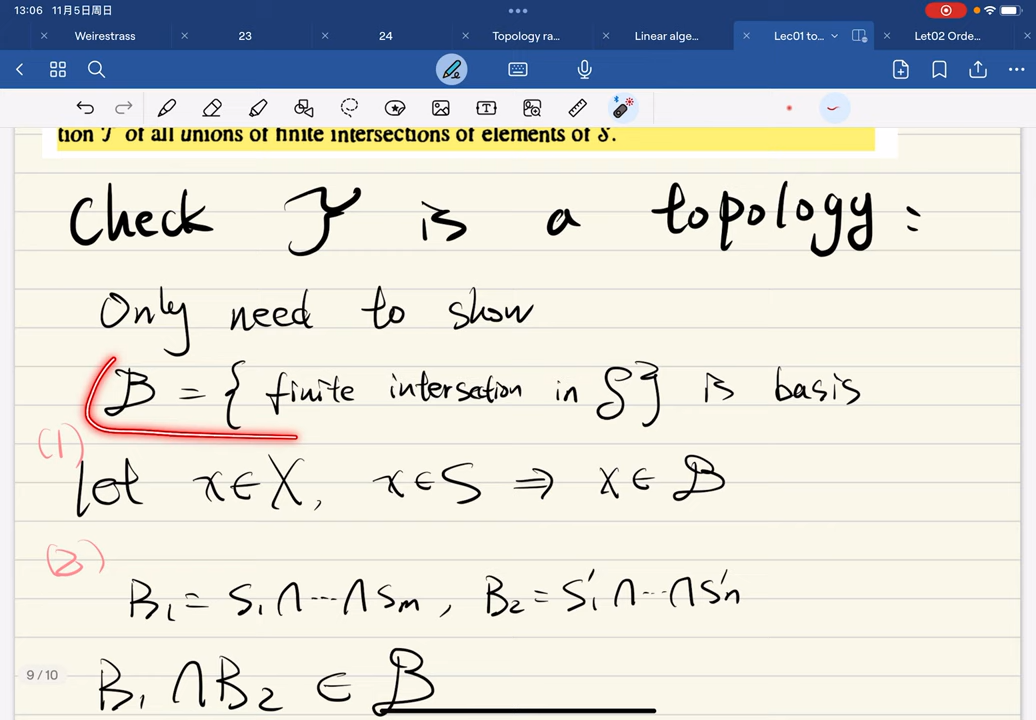 13:06 11月5日周日
Weirestrass 23 24 Topology ra... Linear alge... Lec01 to... Let02 Orde...
tion 𝒯 of all unions of finite intersections of elements of 𝒮.
Check 𝒯 is a topology :
Only need to show
ℬ = { finite intersection in 𝒮 } is basis
(1)
let x ∈ X, x ∈ S ⇒ x ∈ ℬ
(2)
B₁ = S₁ ∩ ··· ∩ Sm , B₂ = S'₁ ∩ ··· ∩ S'n
B₁ ∩ B₂ ∈ ℬ
9 / 10